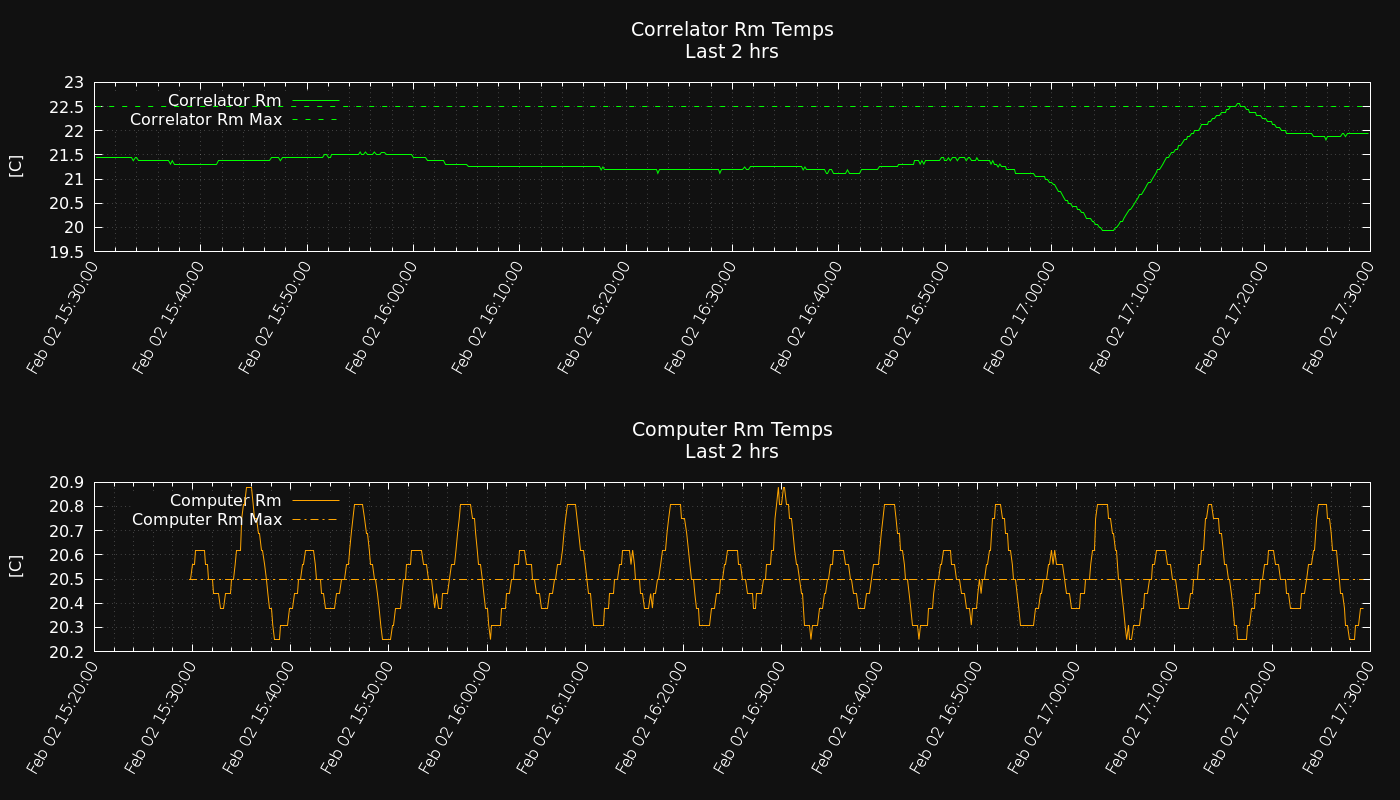 Correlator Rm Temps
Last 2 hrs
23
22.5
22
21.5
21
20.5
20
19.5
[C]
Correlator Rm
Correlator Rm Max
Feb 02 15:30:00
Feb 02 15:40:00
Feb 02 15:50:00
Feb 02 16:00:00
Feb 02 16:10:00
Feb 02 16:20:00
Feb 02 16:30:00
Feb 02 16:40:00
Feb 02 16:50:00
Feb 02 17:00:00
Feb 02 17:10:00
Feb 02 17:20:00
Feb 02 17:30:00
Computer Rm Temps
Last 2 hrs
20.9
20.8
20.7
20.6
20.5
20.4
20.3
20.2
[C]
Computer Rm
Computer Rm Max
Feb 02 15:20:00
Feb 02 15:30:00
Feb 02 15:40:00
Feb 02 15:50:00
Feb 02 16:00:00
Feb 02 16:10:00
Feb 02 16:20:00
Feb 02 16:30:00
Feb 02 16:40:00
Feb 02 16:50:00
Feb 02 17:00:00
Feb 02 17:10:00
Feb 02 17:20:00
Feb 02 17:30:00